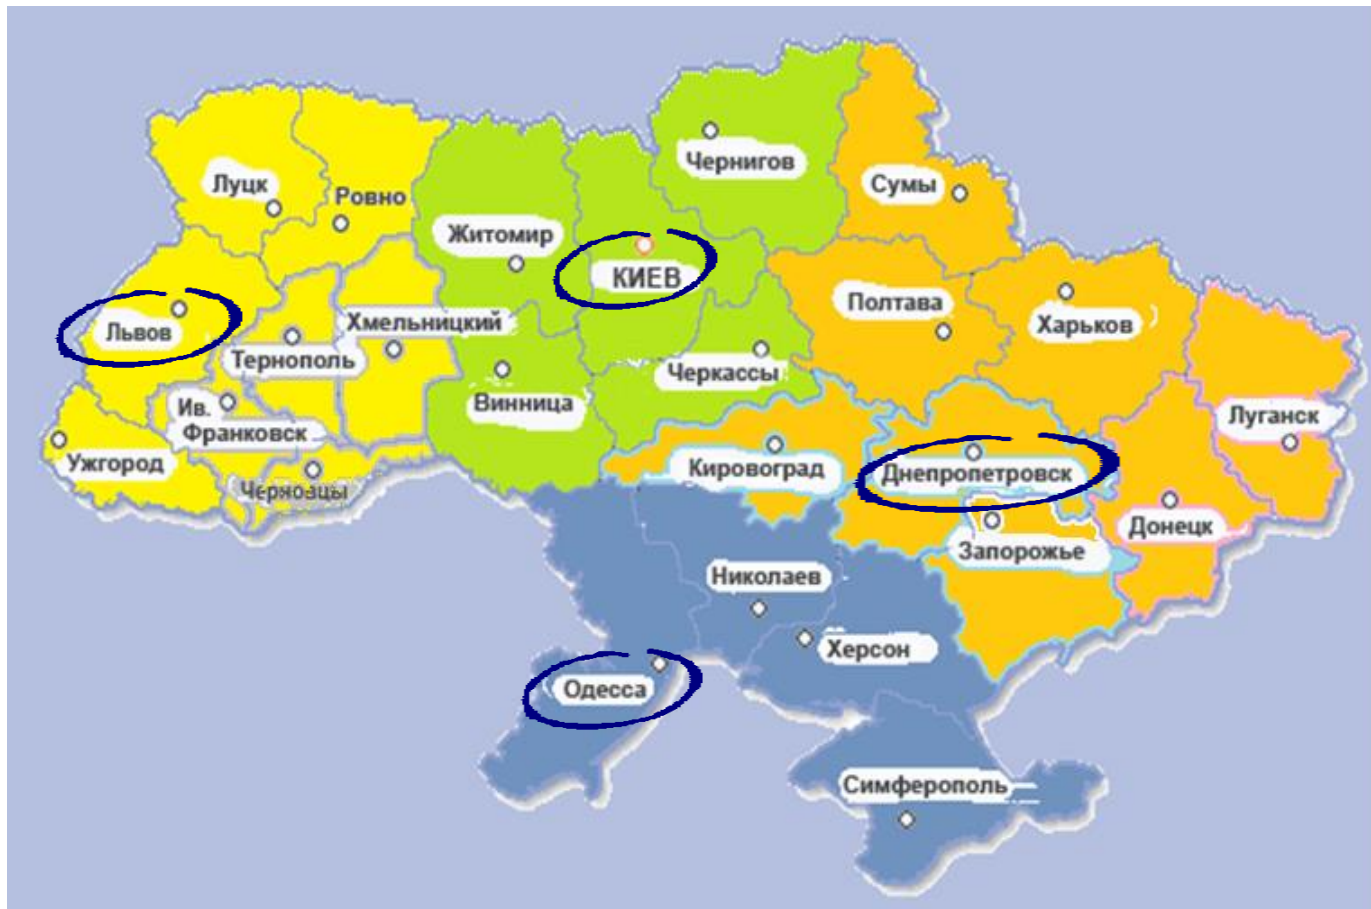 Чернигов
Сумы
Луцк
Ровно
Житомир
КИЕВ
Полтава
Харьков
Львов
Хмельницкий
Тернополь
Черкассы
Винница
Ив.
Франковск
Луганск
Ужгород
Кировоград
Днепропетровск
Черновцы
Донецк
Запорожье
Николаев
Херсон
Одесса
Симферополь